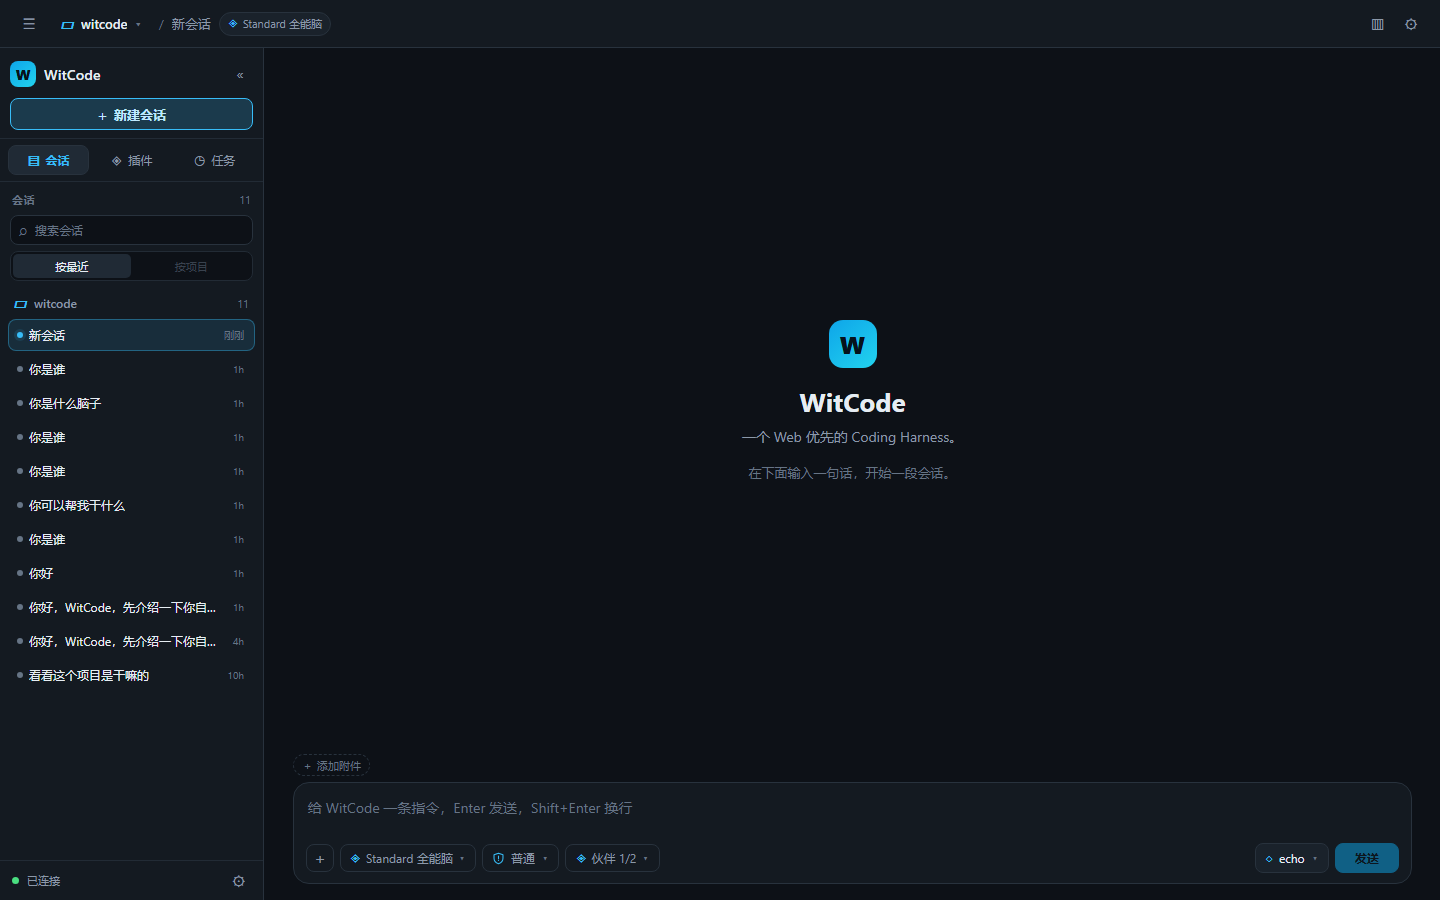 witcode / 新会话 Standard 全能脑
W WitCode «
+ 新建会话
会话 插件 任务
会话 11
搜索会话
按最近 按项目
witcode 11
新会话 刚刚
你是谁 1h
你是什么脑子 1h
你是谁 1h
你是谁 1h
你可以帮我干什么 1h
你是谁 1h
你好 1h
你好，WitCode，先介绍一下你自... 1h
你好，WitCode，先介绍一下你自... 4h
看看这个项目是干嘛的 10h
已连接
W
WitCode
一个 Web 优先的 Coding Harness。
在下面输入一句话，开始一段会话。
+ 添加附件
给 WitCode 一条指令，Enter 发送，Shift+Enter 换行
+ Standard 全能脑 普通 伙伴 1/2 echo 发送